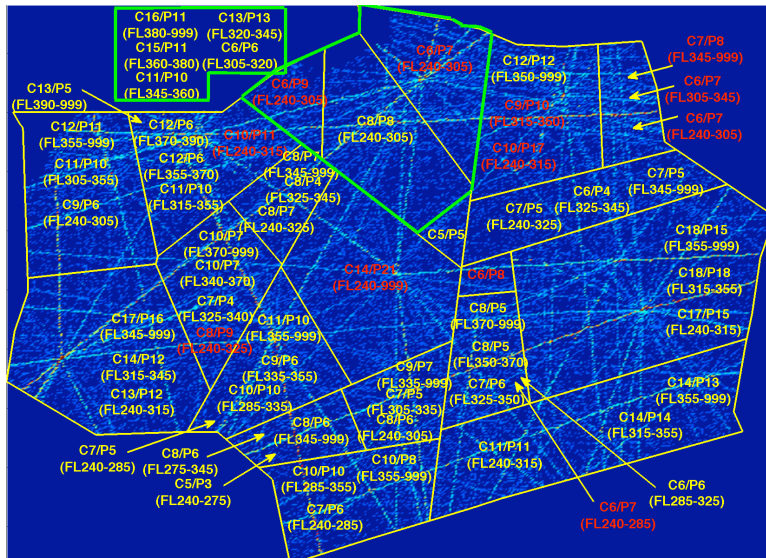 C16/P11
(FL380-999)
C15/P11
(FL360-380)
C11/P10
(FL345-360)
C13/P13
(FL320-345)
C6/P6
(FL305-320)
C13/P5
(FL390-999)
C12/P11
(FL355-999)
C11/P10
(FL305-355)
C9/P6
(FL240-305)
C12/P6
(FL370-390)
C12/P6
(FL355-370)
C11/P10
(FL315-355)
C10/P11
(FL240-315)
C6/P9
(FL240-305)
C6/P7
(FL240-305)
C8/P8
(FL240-305)
C12/P12
(FL350-999)
C9/P10
(FL315-350)
C10/P17
(FL240-315)
C7/P8
(FL345-999)
C6/P7
(FL305-345)
C6/P7
(FL240-305)
C8/P7
(FL345-999)
C8/P4
(FL325-345)
C8/P7
(FL240-325)
C5/P5
C7/P5
(FL345-999)
C6/P4
(FL325-345)
C7/P5
(FL240-325)
C10/P7
(FL370-999)
C10/P7
(FL340-370)
C7/P4
(FL325-340)
C8/P9
(FL240-325)
C14/P21
(FL240-999)
C6/P8
C18/P15
(FL355-999)
C18/P18
(FL315-355)
C17/P15
(FL240-315)
C17/P16
(FL345-999)
C14/P12
(FL315-345)
C13/P12
(FL240-315)
C11/P10
(FL355-999)
C9/P6
(FL335-355)
C10/P10
(FL285-335)
C8/P5
(FL370-999)
C8/P5
(FL350-370)
C7/P6
(FL325-350)
C9/P7
(FL335-999)
C7/P5
(FL305-335)
C8/P6
(FL240-305)
C14/P13
(FL355-999)
C14/P14
(FL315-355)
C11/P11
(FL240-315)
C7/P5
(FL240-285)
C8/P6
(FL345-999)
C8/P6
(FL275-345)
C5/P3
(FL240-275)
C10/P8
(FL355-999)
C10/P10
(FL285-355)
C7/P6
(FL240-285)
C6/P6
(FL285-325)
C6/P7
(FL240-285)